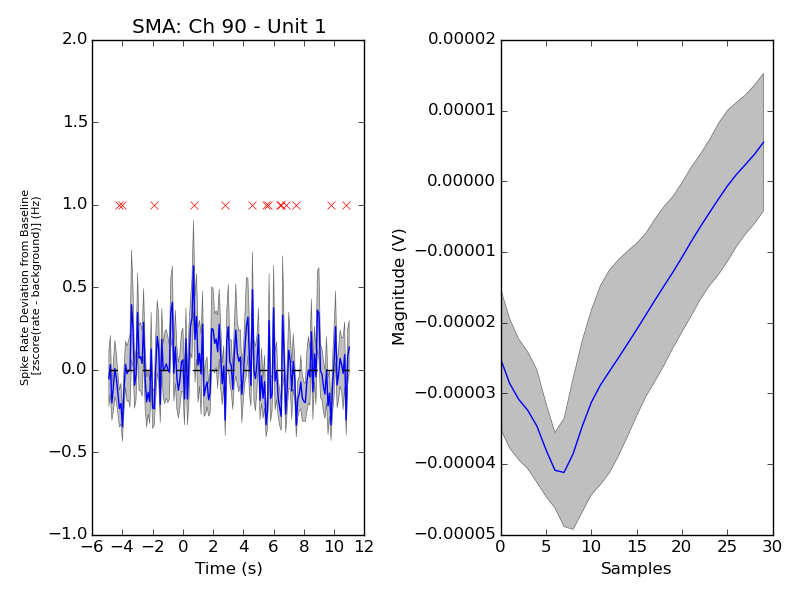 SMA: Ch 90 - Unit 1
2.0
1.5
1.0
0.5
0.0
−0.5
−1.0
Spike Rate Deviation from Baseline
[zscore(rate - background)] (Hz)
−6 −4 −2 0 2 4 6 8 10 12
Time (s)
0.00002
0.00001
0.00000
−0.00001
−0.00002
−0.00003
−0.00004
−0.00005
Magnitude (V)
0 5 10 15 20 25 30
Samples